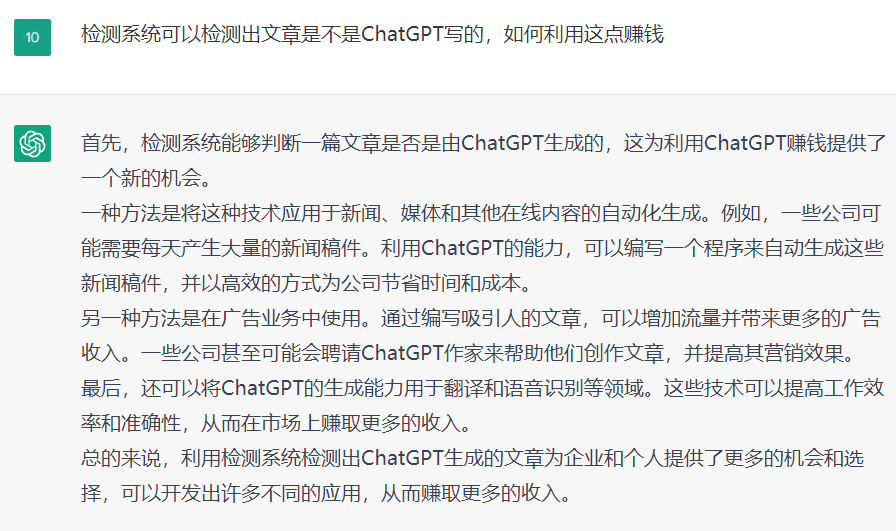 10
检测系统可以检测出文章是不是ChatGPT写的，如何利用这点赚钱
首先，检测系统能够判断一篇文章是否是由ChatGPT生成的，这为利用ChatGPT赚钱提供了
一个新的机会。
一种方法是将这种技术应用于新闻、媒体和其他在线内容的自动化生成。例如，一些公司可
能需要每天产生大量的新闻稿件。利用ChatGPT的能力，可以编写一个程序来自动生成这些
新闻稿件，并以高效的方式为公司节省时间和成本。
另一种方法是在广告业务中使用。通过编写吸引人的文章，可以增加流量并带来更多的广告
收入。一些公司甚至可能会聘请ChatGPT作家来帮助他们创作文章，并提高其营销效果。
最后，还可以将ChatGPT的生成能力用于翻译和语音识别等领域。这些技术可以提高工作效
率和准确性，从而在市场上赚取更多的收入。
总的来说，利用检测系统检测出ChatGPT生成的文章为企业和个人提供了更多的机会和选
择，可以开发出许多不同的应用，从而赚取更多的收入。